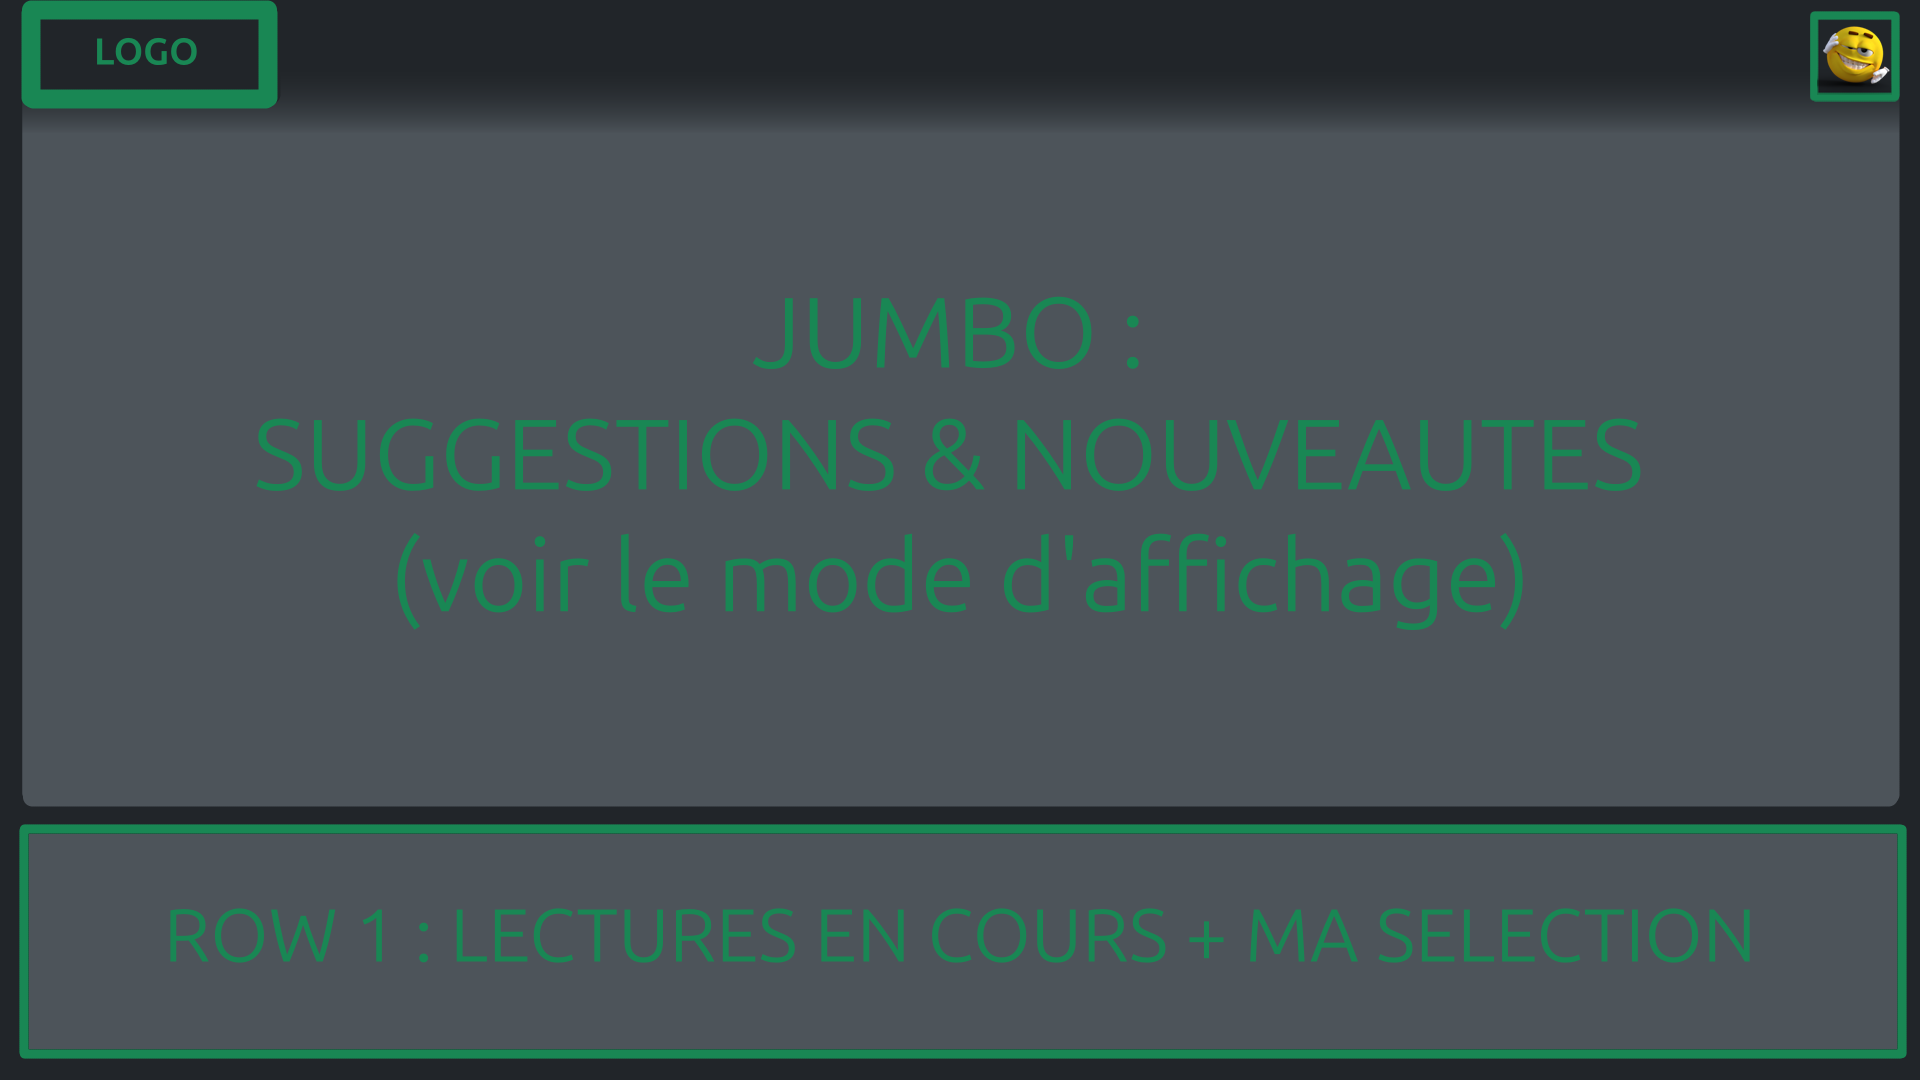 LOGO
JUMBO :
SUGGESTIONS & NOUVEAUTES
(voir le mode d'affichage)
ROW 1 : LECTURES EN COURS + MA SELECTION